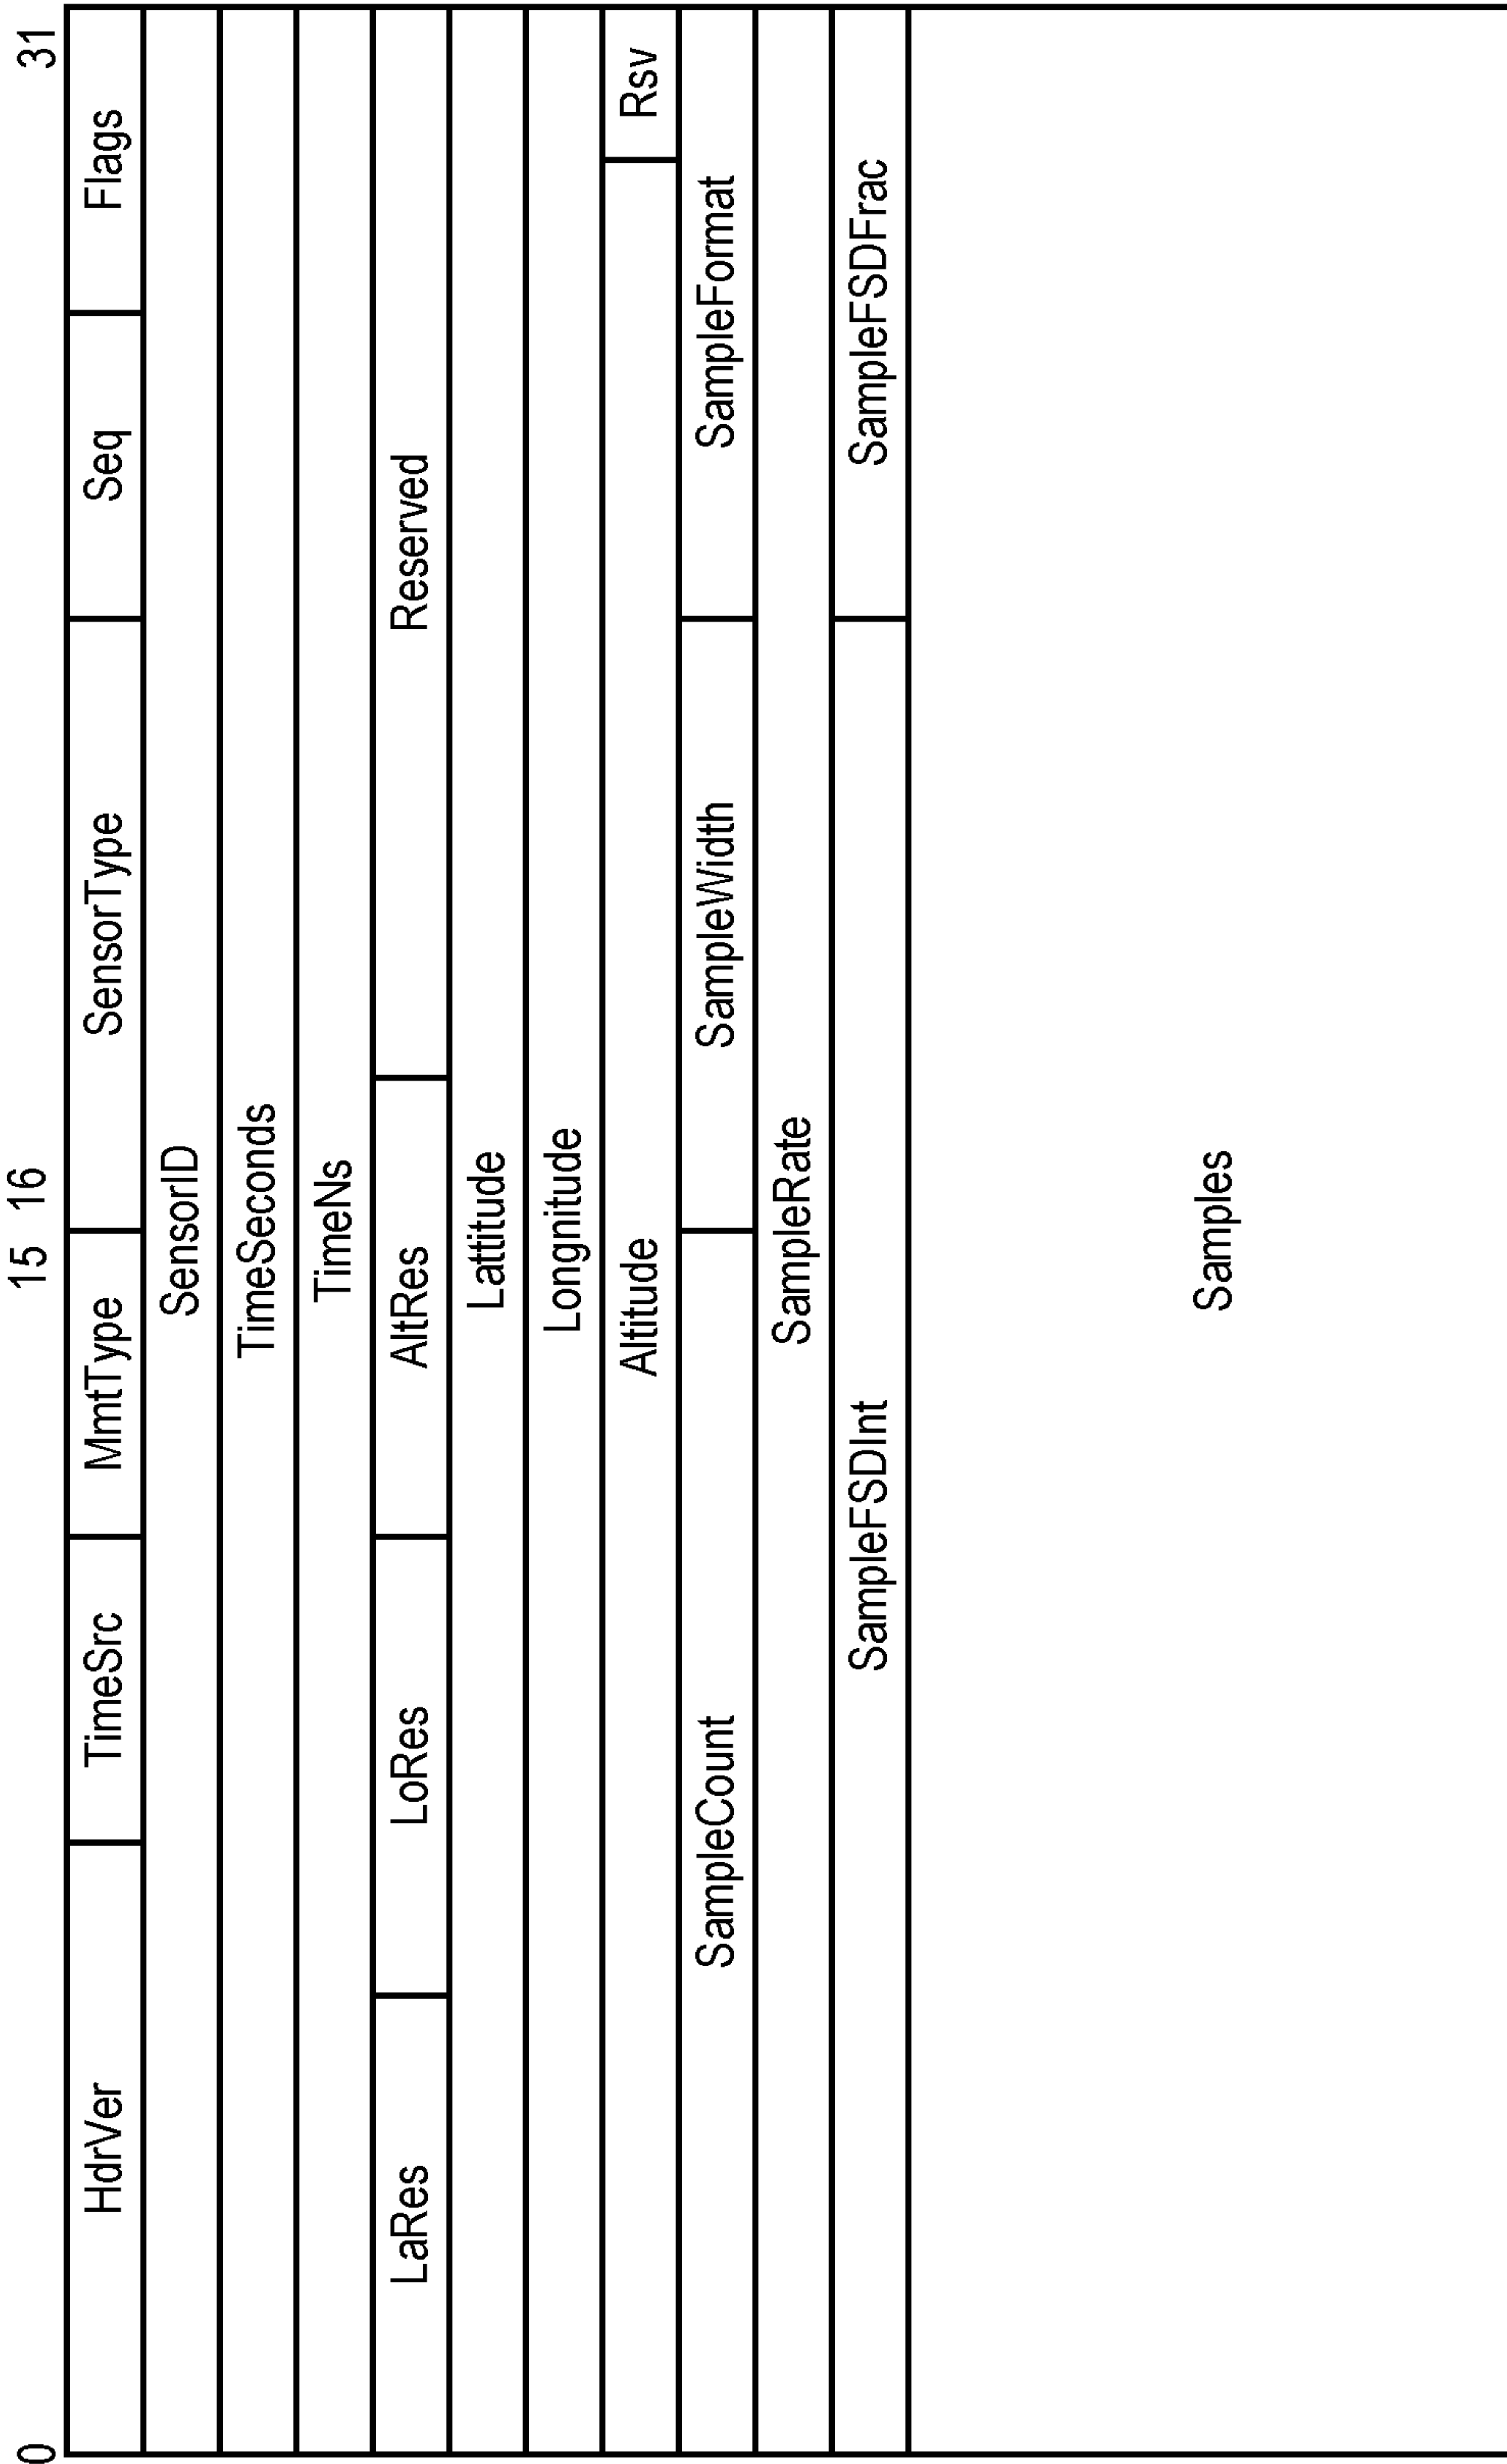 0 15 16 31
HdrVer TimeSrc MmtType SensorType Seq Flags
SensorID
TimeSeconds
TimeNs
LaRes LoRes AltRes Reserved
Lattitude
Longnitude
Altitude Rsv
SampleCount SampleWidth SampleFormat
SampleRate
SampleFSDInt SampleFSDFrac
Samples